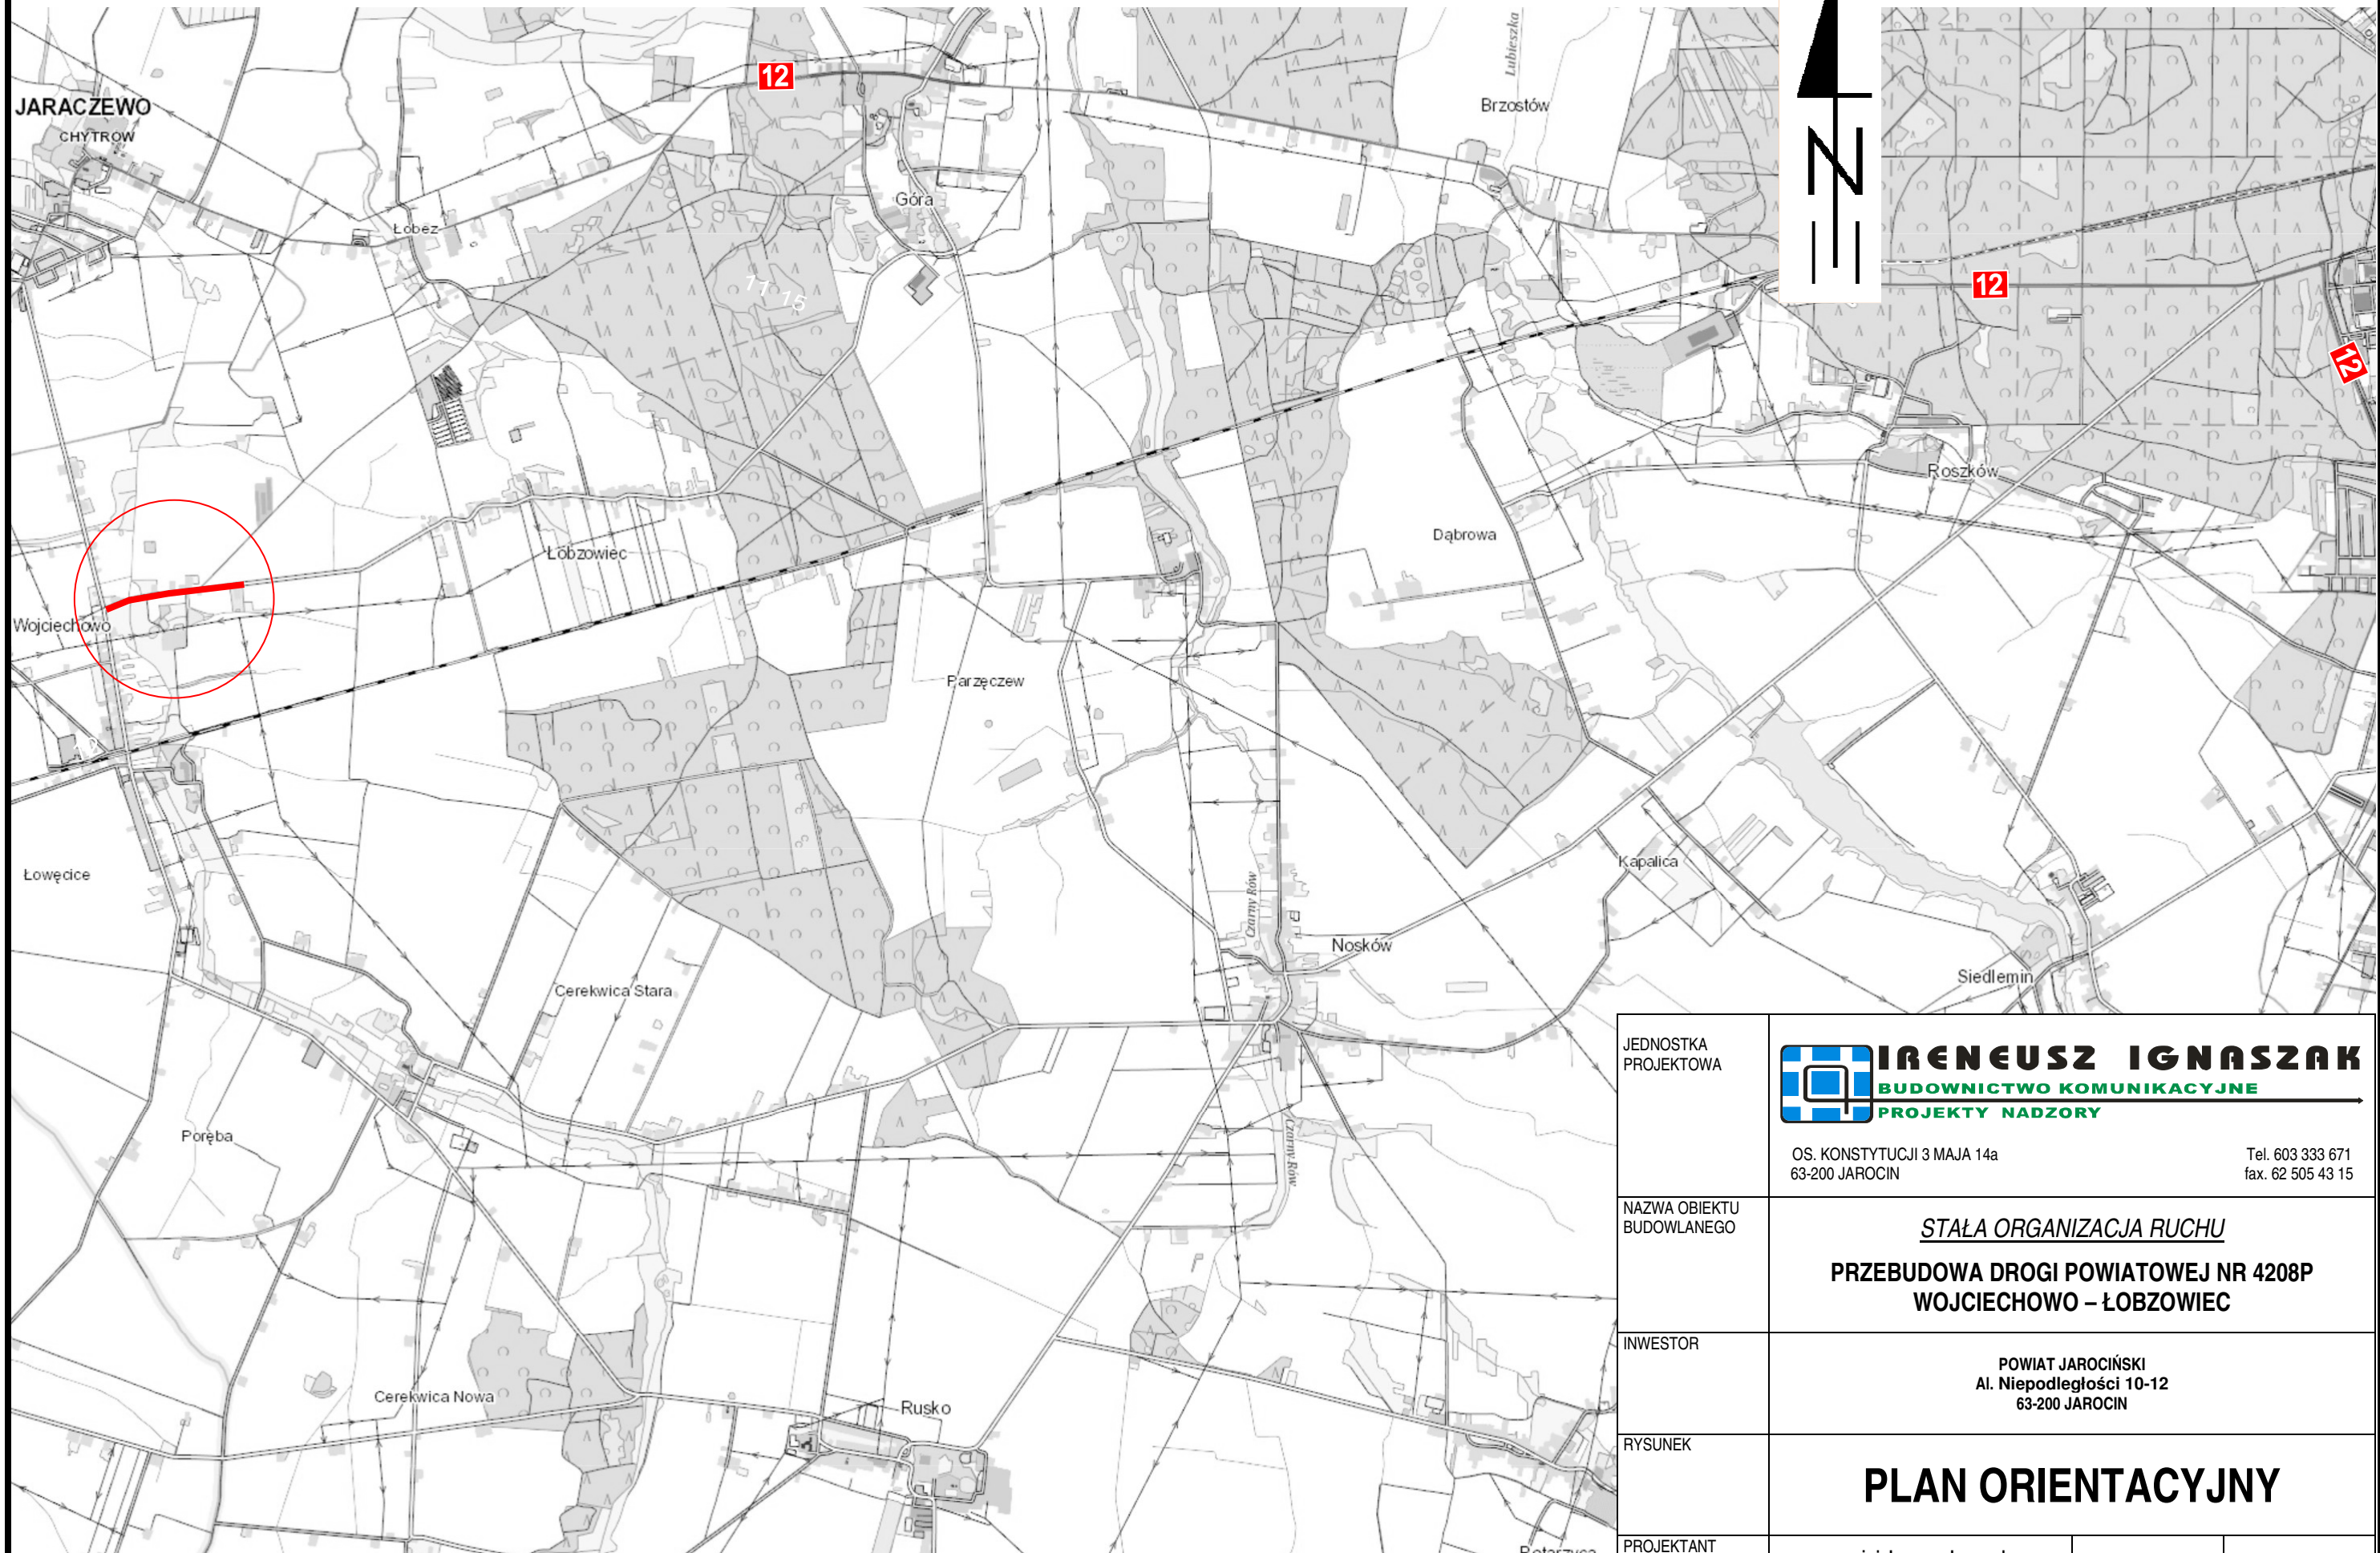 12
Lubieszka
Brzostów
JARACZEWO
CHYTRÓW
Góra
Łobez
N
12
11 16
12
Roszków
Dąbrowa
Łobzowiec
Wojciechowo
Parzęczew
Kapalica
Łowęcice
Czarny Rów
Nosków
Siedlemin
Cerekwica Stara
Poręba
Czarny Rów
Cerekwica Nowa
Rusko
JEDNOSTKA
PROJEKTOWA
IRENEUSZ IGNASZAK
BUDOWNICTWO KOMUNIKACYJNE
PROJEKTY NADZORY
OS. KONSTYTUCJI 3 MAJA 14a
63-200 JAROCIN
Tel. 603 333 671
fax. 62 505 43 15
NAZWA OBIEKTU
BUDOWLANEGO
STAŁA ORGANIZACJA RUCHU
PRZEBUDOWA DROGI POWIATOWEJ NR 4208P
WOJCIECHOWO – ŁOBZOWIEC
INWESTOR
POWIAT JAROCIŃSKI
Al. Niepodległości 10-12
63-200 JAROCIN
RYSUNEK
PLAN ORIENTACYJNY
PROJEKTANT